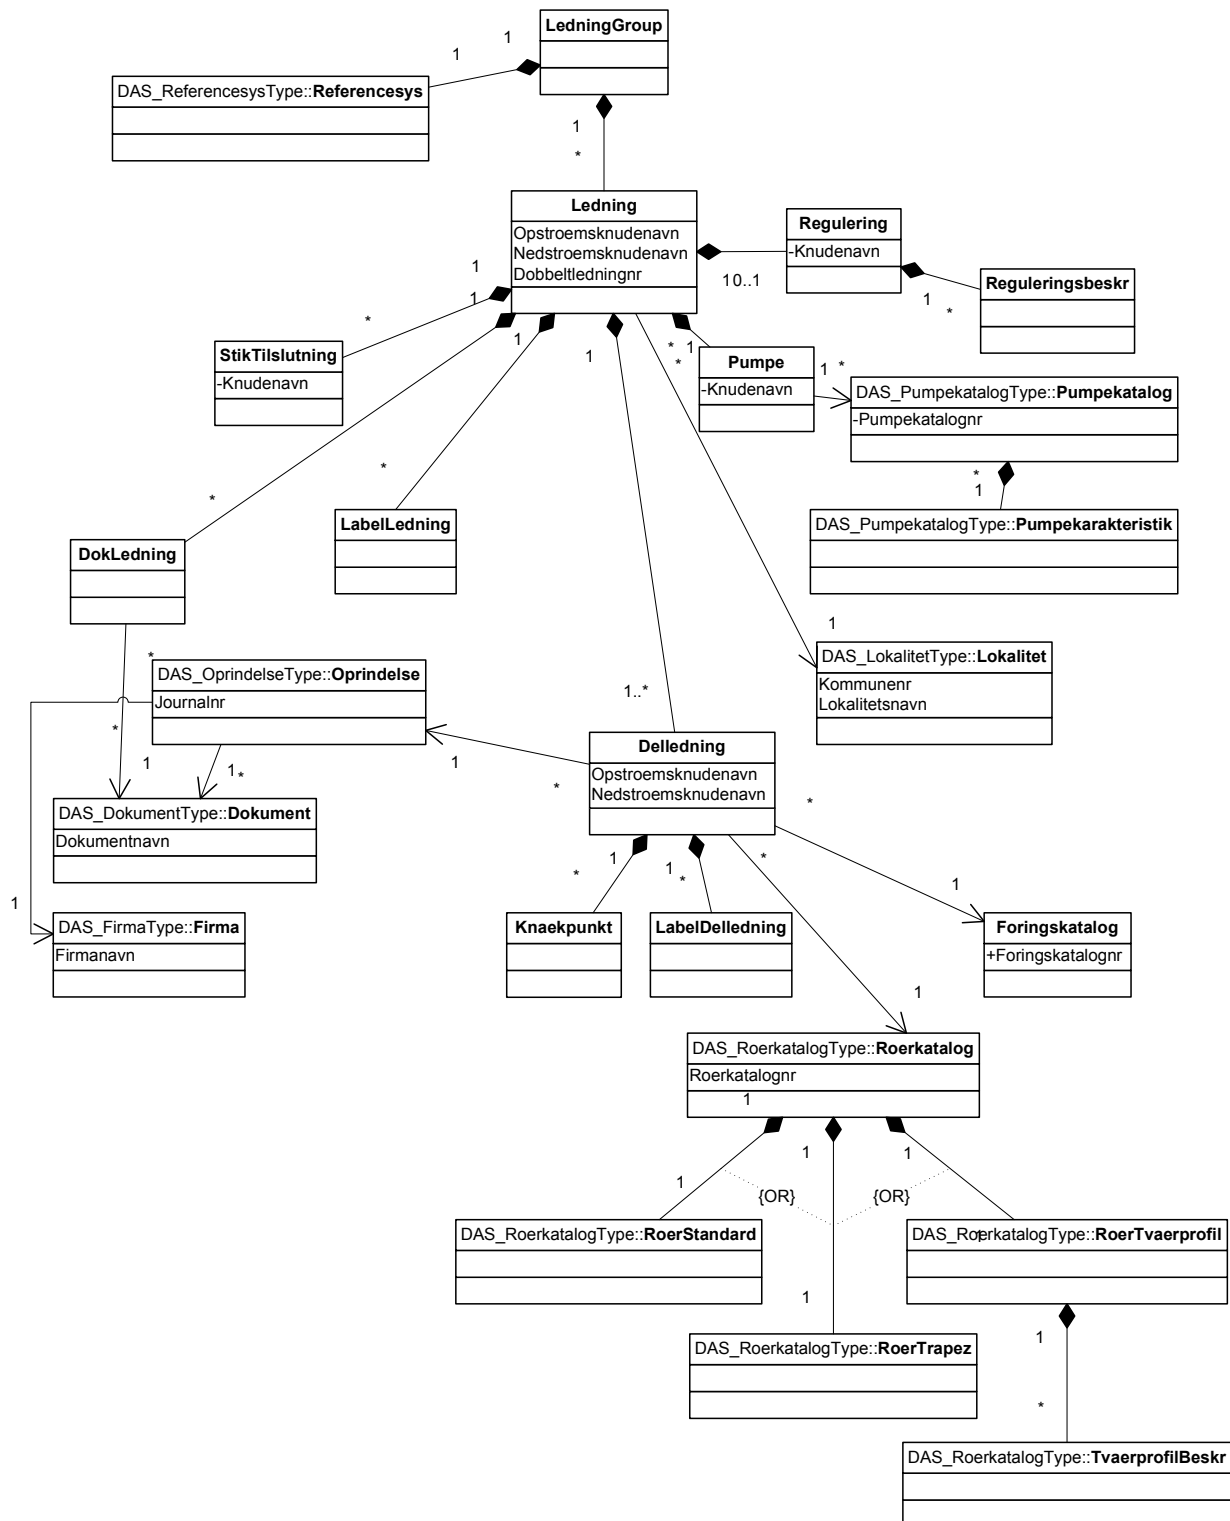 LedningGroup
1
1
DAS_ReferencesysType::Referencesys
1
*
Ledning
Opstroemsknudenavn
Nedstroemsknudenavn
Dobbeltledningnr
Regulering
-Knudenavn
1 0..1
Reguleringsbeskr
1
*
1
1
*
StikTilslutning
-Knudenavn
1
1
*
*
1
Pumpe
-Knudenavn
1
*
DAS_PumpekatalogType::Pumpekatalog
-Pumpekatalognr
*
1
DAS_PumpekatalogType::Pumpekarakteristik
*
*
LabelLedning
DokLedning
1
DAS_LokalitetType::Lokalitet
Kommunenr
Lokalitetsnavn
*
DAS_OprindelseType::Oprindelse
Journalnr
1..*
*
1
1
*
1
*
Delledning
Opstroemsknudenavn
Nedstroemsknudenavn
DAS_DokumentType::Dokument
Dokumentnavn
*
1
1
*
1
*
*
1
DAS_FirmaType::Firma
Firmanavn
Knaekpunkt
LabelDelledning
Foringskatalog
+Foringskatalognr
1
DAS_RoerkatalogType::Roerkatalog
Roerkatalognr
1
1
1
1
{OR}
{OR}
DAS_RoerkatalogType::RoerStandard
DAS_RoerkatalogType::RoerTvaerprofil
1
1
1
DAS_RoerkatalogType::RoerTrapez
*
DAS_RoerkatalogType::TvaerprofilBeskr